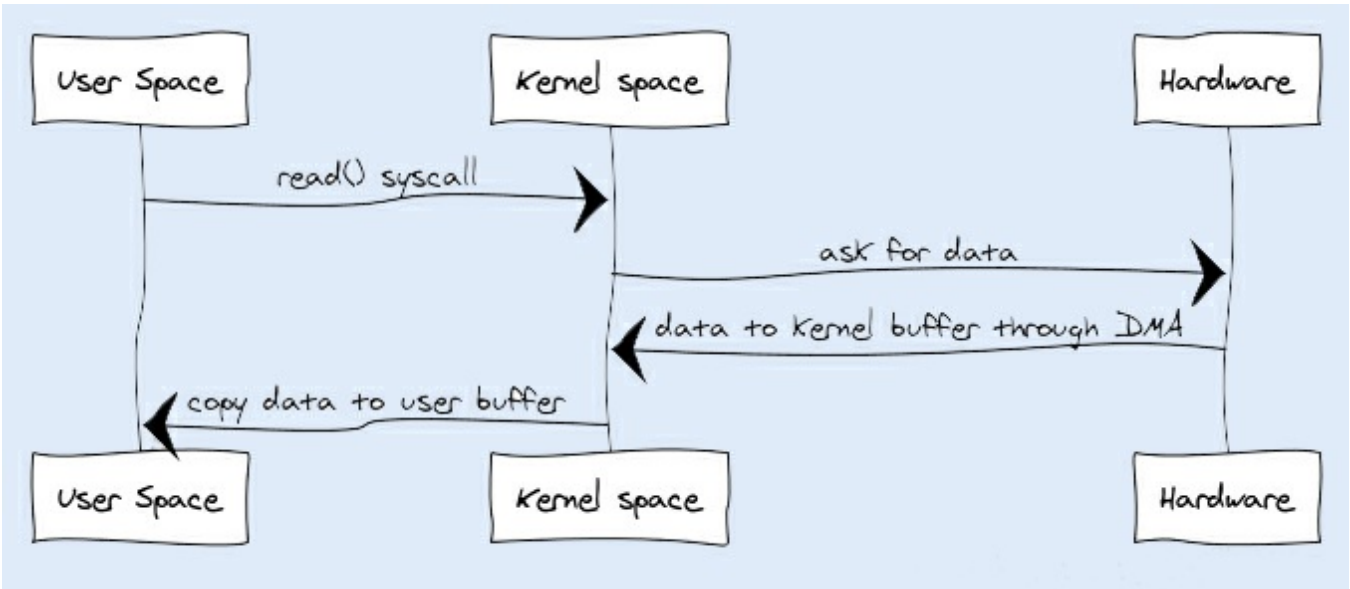 User Space
Kernel space
Hardware
read() syscall
ask for data
data to kernel buffer through DMA
copy data to user buffer
User Space
Kernel space
Hardware